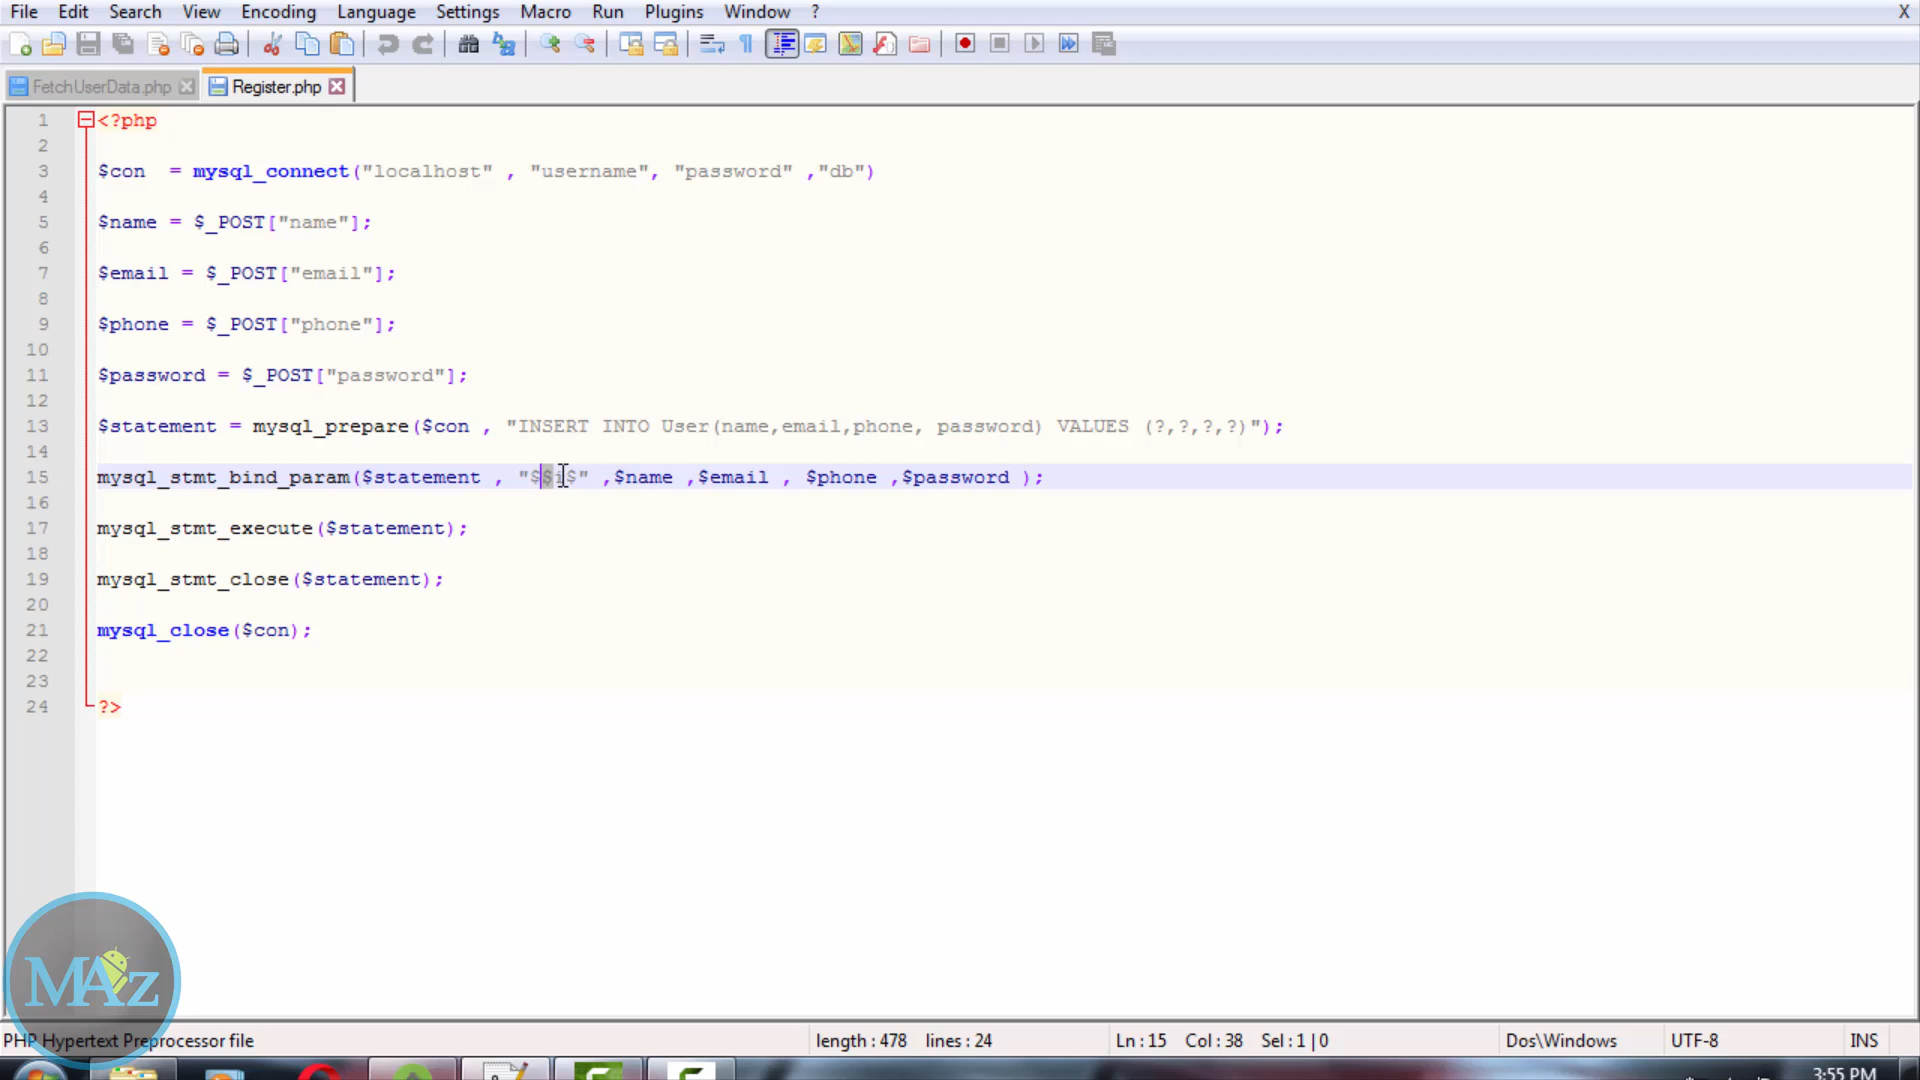 File Edit Search View Encoding Language Settings Macro Run Plugins Window ? X
FetchUserData.php Register.php
1 <?php
2
3 $con  = mysql_connect("localhost" , "username", "password" ,"db")
4
5 $name = $_POST["name"];
6
7 $email = $_POST["email"];
8
9 $phone = $_POST["phone"];
10
11 $password = $_POST["password"];
12
13 $statement = mysql_prepare($con , "INSERT INTO User(name,email,phone, password) VALUES (?,?,?,?)");
14
15 mysql_stmt_bind_param($statement , "$$i$" ,$name ,$email , $phone ,$password );
16
17 mysql_stmt_execute($statement);
18
19 mysql_stmt_close($statement);
20
21 mysql_close($con);
22
23
24 ?>
MAz
PHP Hypertext Preprocessor file length : 478 lines : 24 Ln : 15 Col : 38 Sel : 1 | 0 Dos\Windows UTF-8 INS
3:55 PM